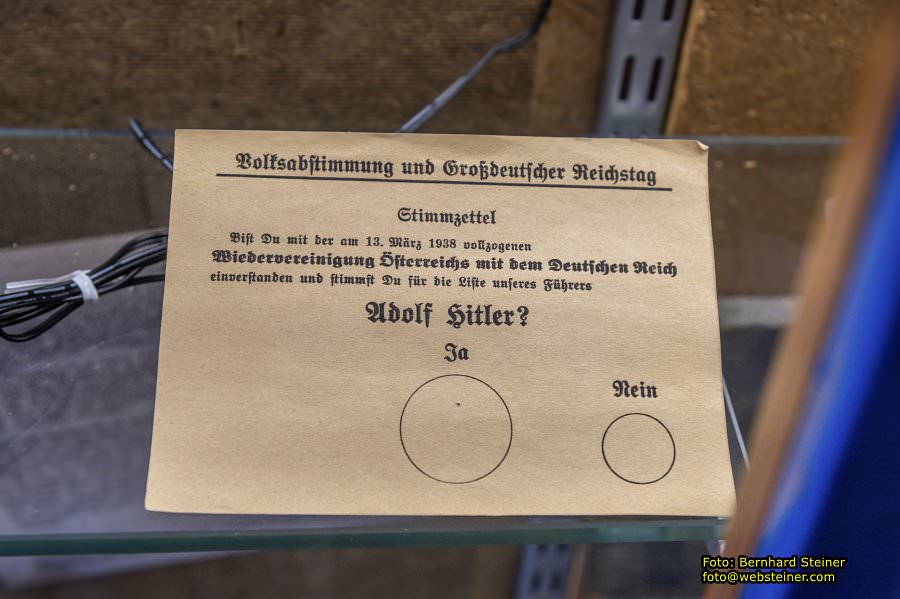 Volksabstimmung und Großdeutscher Reichstag
Stimmzettel
Bist Du mit der am 13. März 1938 vollzogenen
Wiedervereinigung Österreichs mit dem Deutschen Reich
einverstanden und stimmst Du für die Liste unseres Führers
Adolf Hitler?
Ja
Nein
Foto: Bernhard Steiner
foto@websteiner.com